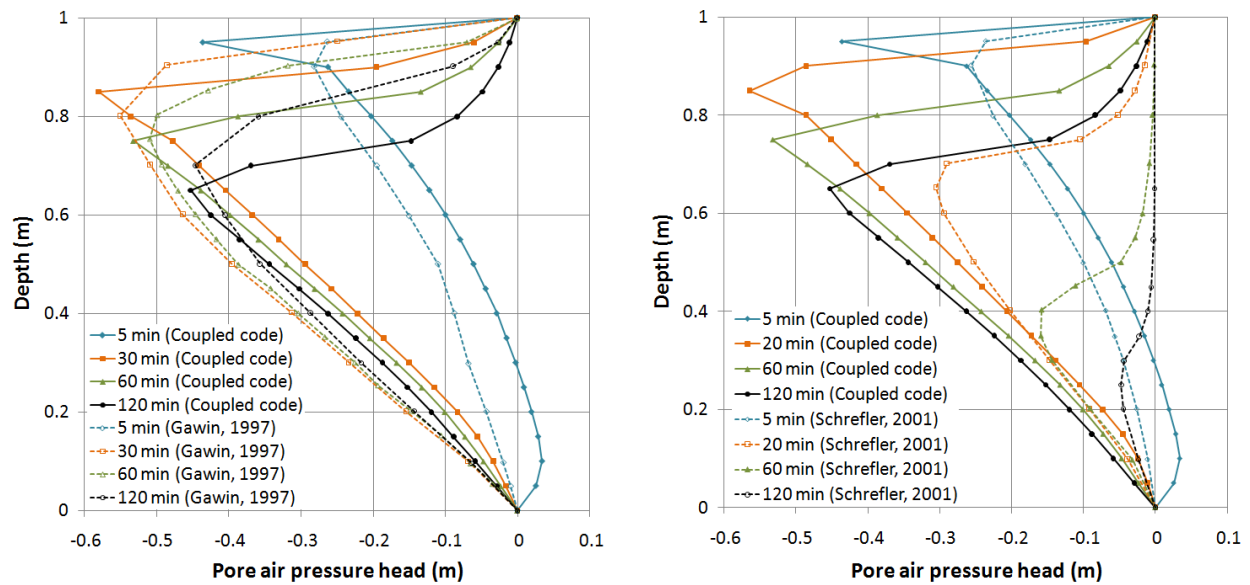 1
0.8
0.6
0.4
0.2
0
Depth (m)
5 min (Coupled code)
30 min (Coupled code)
60 min (Coupled code)
120 min (Coupled code)
5 min (Gawin, 1997)
30 min (Gawin, 1997)
60 min (Gawin, 1997)
120 min (Gawin, 1997)
-0.6 -0.5 -0.4 -0.3 -0.2 -0.1 0 0.1
Pore air pressure head (m)
1
0.8
0.6
0.4
0.2
0
Depth (m)
5 min (Coupled code)
20 min (Coupled code)
60 min (Coupled code)
120 min (Coupled code)
5 min (Schrefler, 2001)
20 min (Schrefler, 2001)
60 min (Schrefler, 2001)
120 min (Schrefler, 2001)
-0.6 -0.5 -0.4 -0.3 -0.2 -0.1 0 0.1
Pore air pressure head (m)